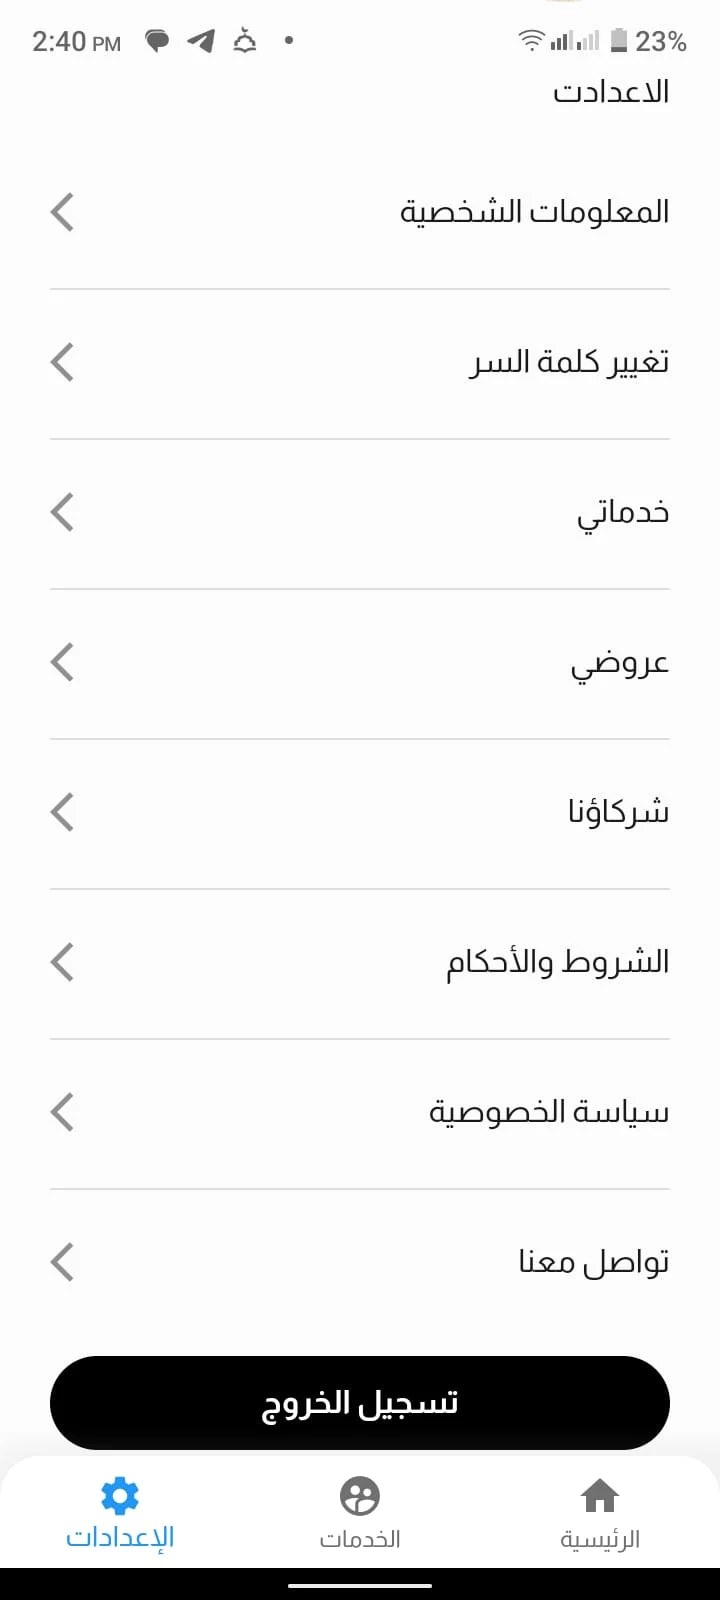 2:40 PM
23%
الاعدادت
المعلومات الشخصية
تغيير كلمة السر
خدماتي
عروضي
شركاؤنا
الشروط والأحكام
سياسة الخصوصية
تواصل معنا
تسجيل الخروج
الرئيسية
الخدمات
الإعدادات